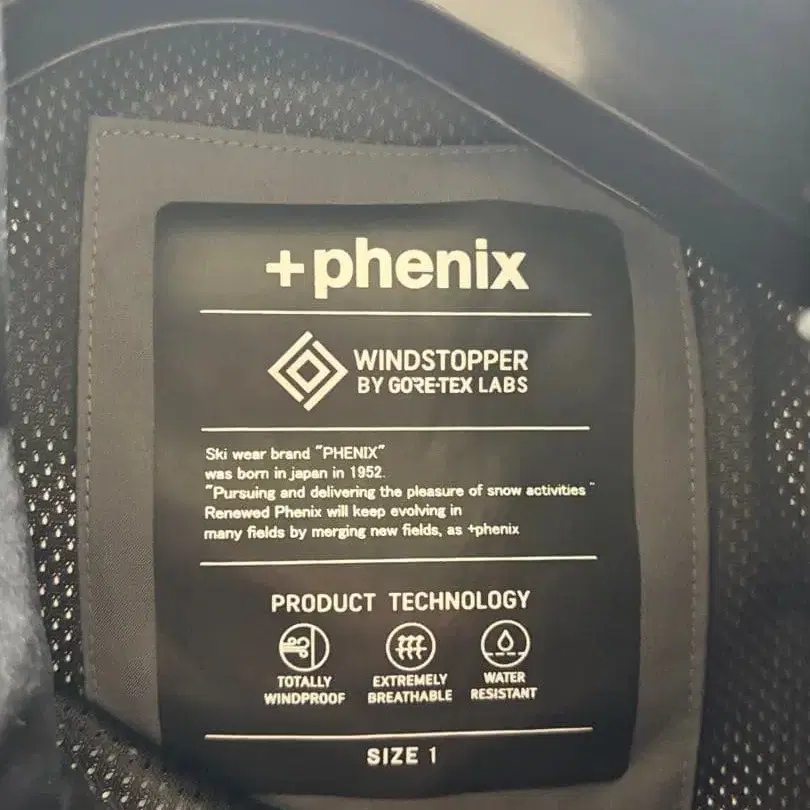 +phenix
WINDSTOPPER
BY GORE-TEX LABS
Ski wear brand "PHENIX"
was born in japan in 1952.
"Pursuing and delivering the pleasure of snow activities"
Renewed Phenix will keep evolving in
many fields by merging new fields, as +phenix
PRODUCT TECHNOLOGY
TOTALLY WINDPROOF
EXTREMELY BREATHABLE
WATER RESISTANT
SIZE 1